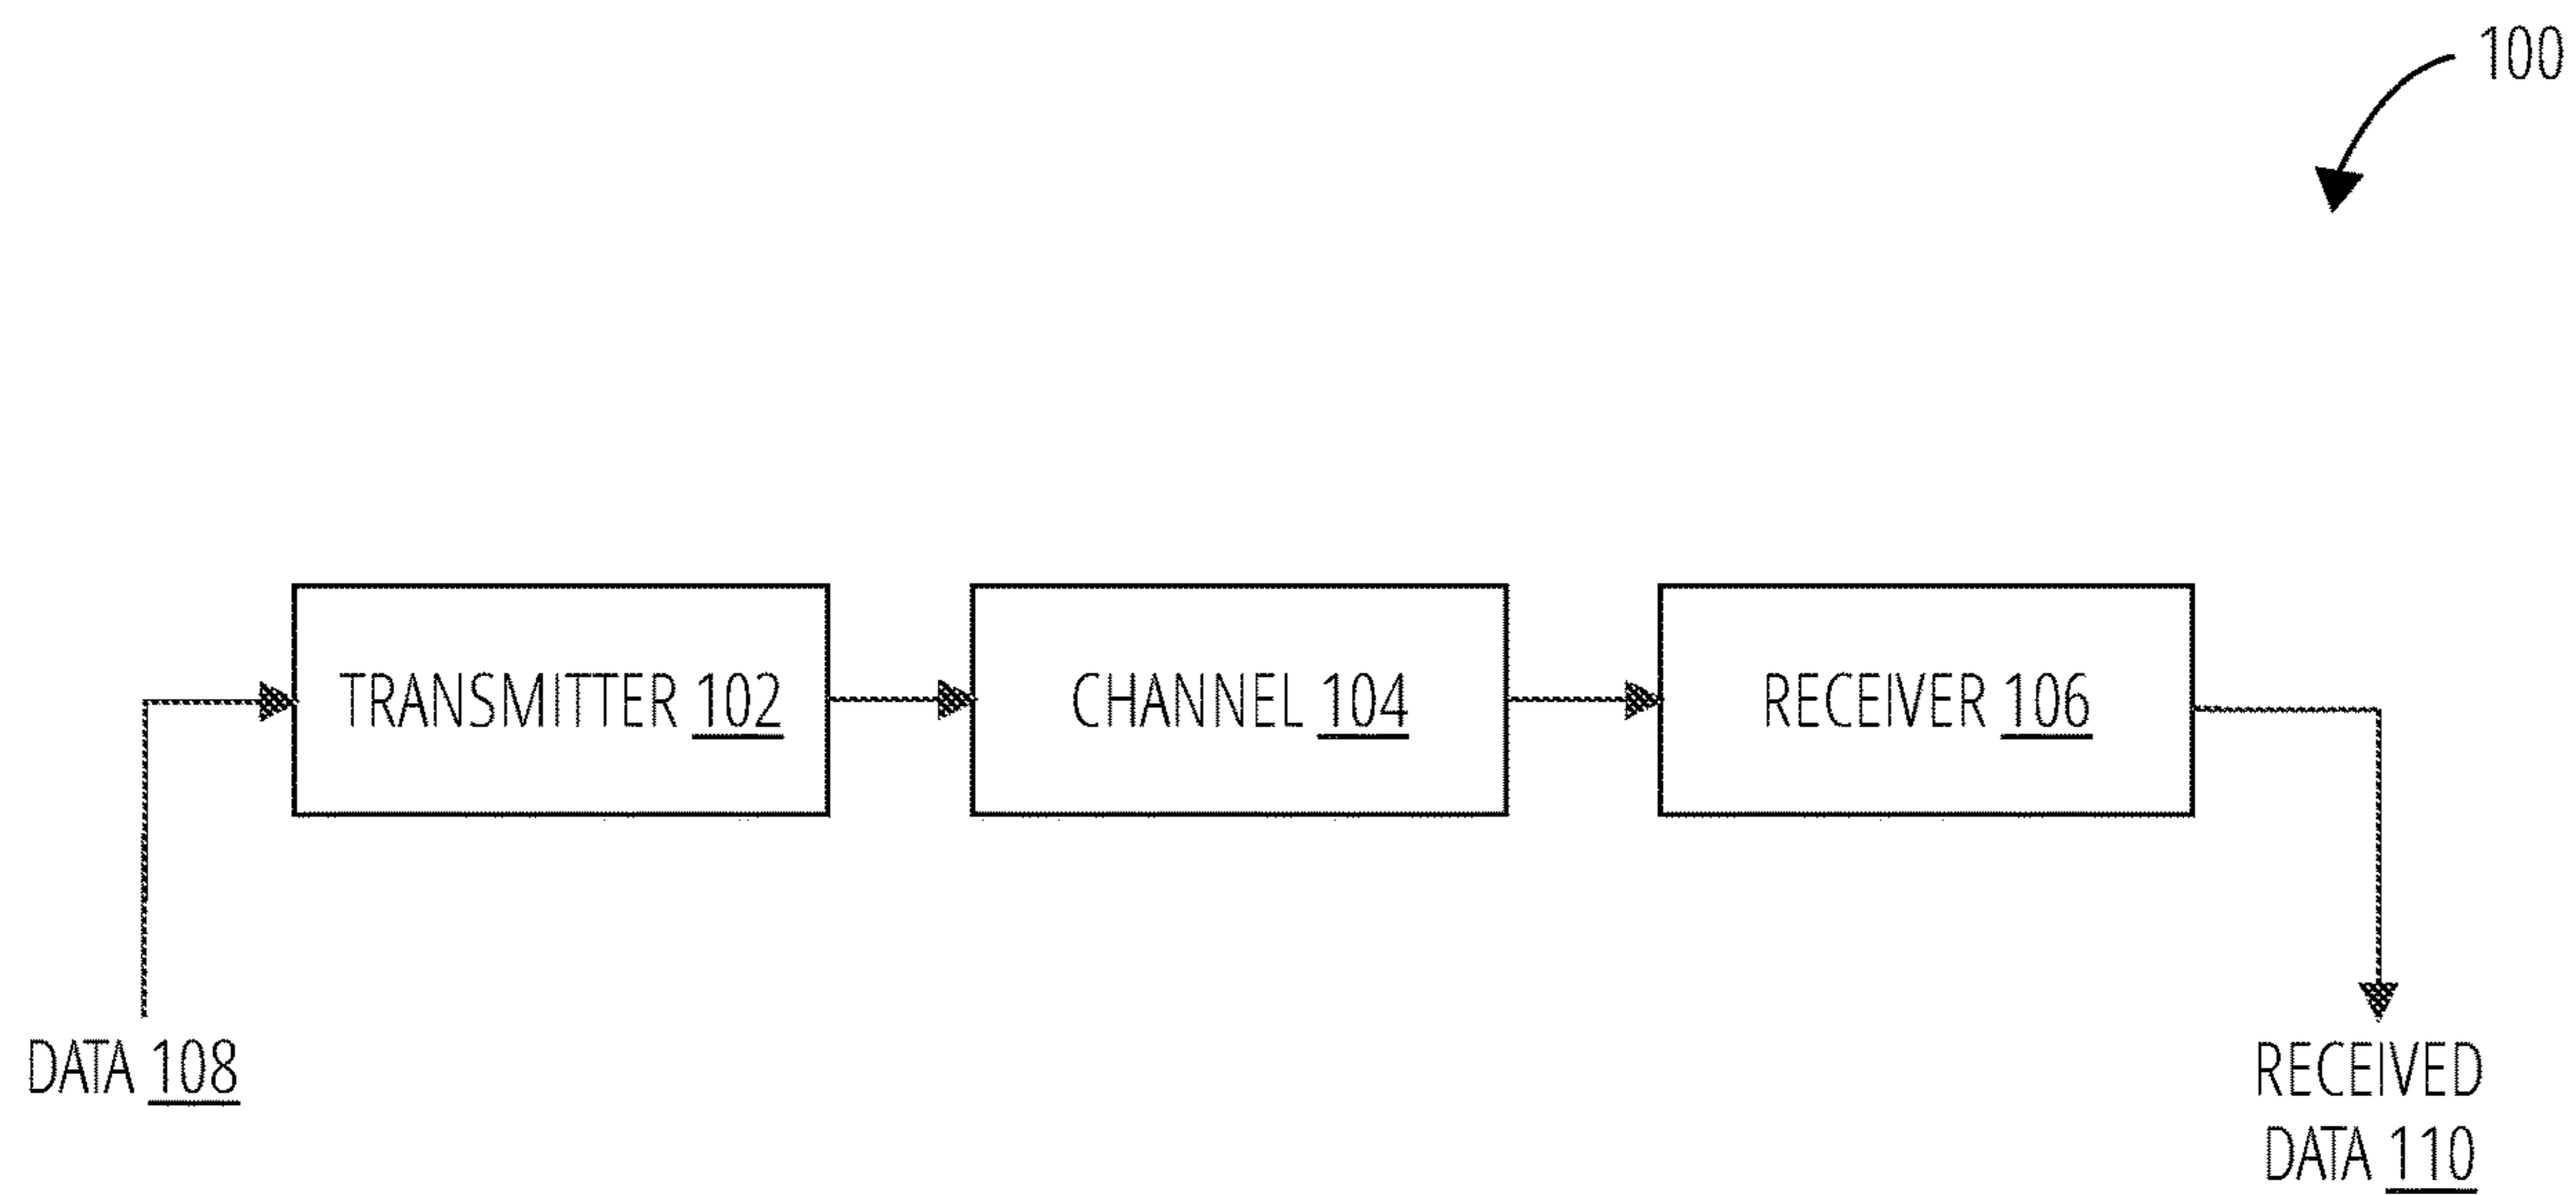 100
TRANSMITTER 102
CHANNEL 104
RECEIVER 106
DATA 108
RECEIVED
DATA 110